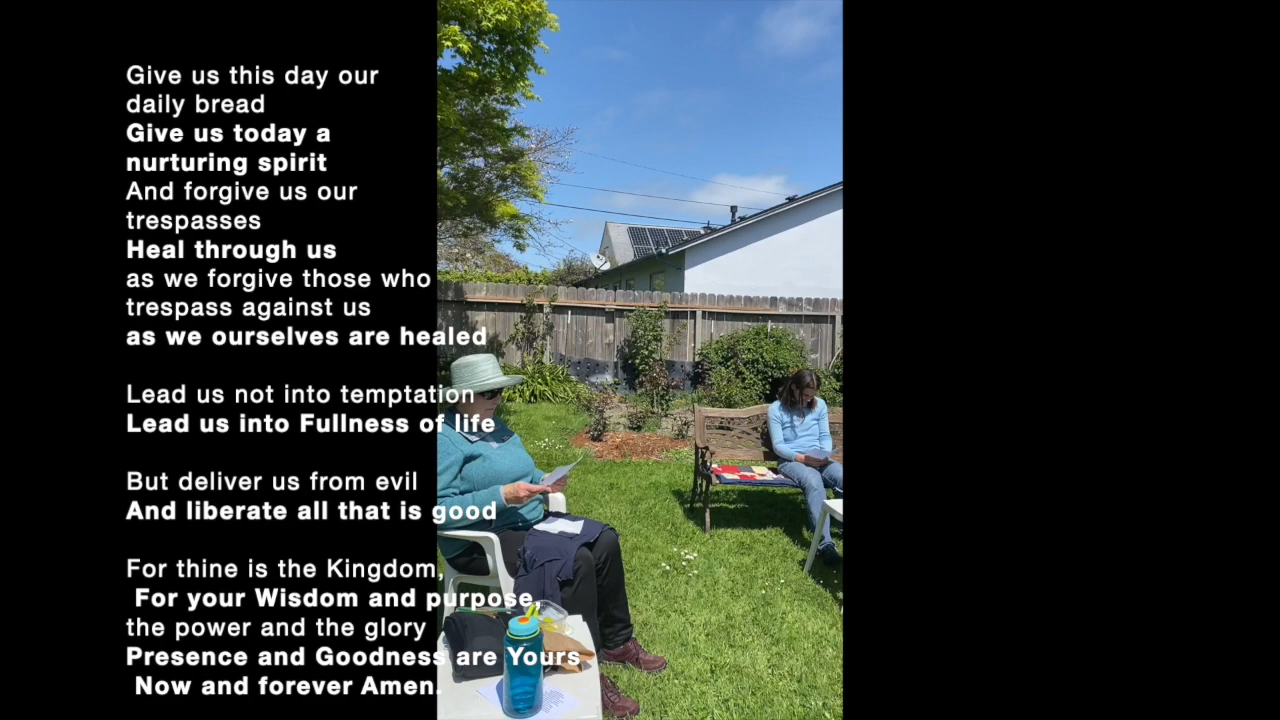 Give us this day our
daily bread
Give us today a
nurturing spirit
And forgive us our
trespasses
Heal through us
as we forgive those who
trespass against us
as we ourselves are healed
Lead us not into temptation
Lead us into Fullness of life
But deliver us from evil
And liberate all that is good
For thine is the Kingdom,
For your Wisdom and purpose,
the power and the glory
Presence and Goodness are Yours
Now and forever Amen.